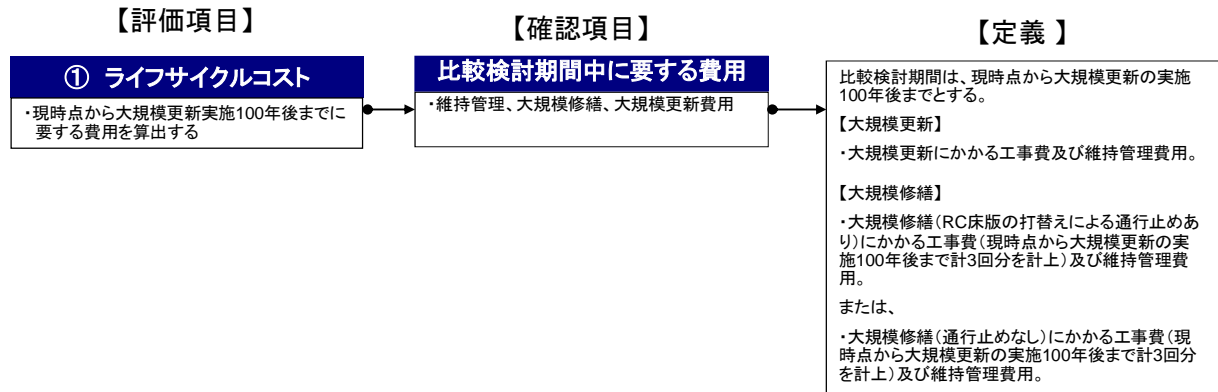 【評価項目】
【確認項目】
【定義 】
① ライフサイクルコスト
・現時点から大規模更新実施100年後までに
要する費用を算出する
比較検討期間中に要する費用
・維持管理、大規模修繕、大規模更新費用
比較検討期間は、現時点から大規模更新の実施
100年後までとする。
【大規模更新】
・大規模更新にかかる工事費及び維持管理費用。
【大規模修繕】
・大規模修繕(RC床版の打替えによる通行止めあ
り)にかかる工事費(現時点から大規模更新の実
施100年後まで計3回分を計上)及び維持管理費
用。
または、
・大規模修繕(通行止めなし)にかかる工事費(現
時点から大規模更新の実施100年後まで計3回分
を計上)及び維持管理費用。